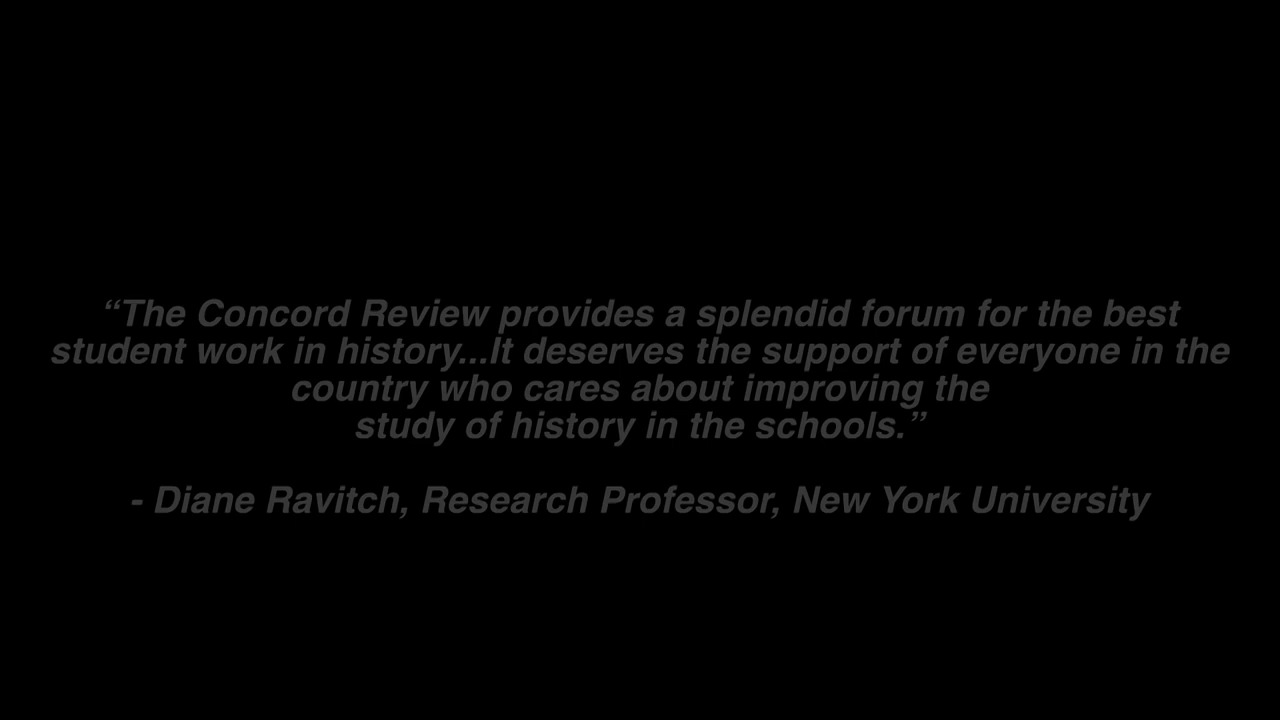 “The Concord Review provides a splendid forum for the best
student work in history...It deserves the support of everyone in the
country who cares about improving the
study of history in the schools.”
- Diane Ravitch, Research Professor, New York University